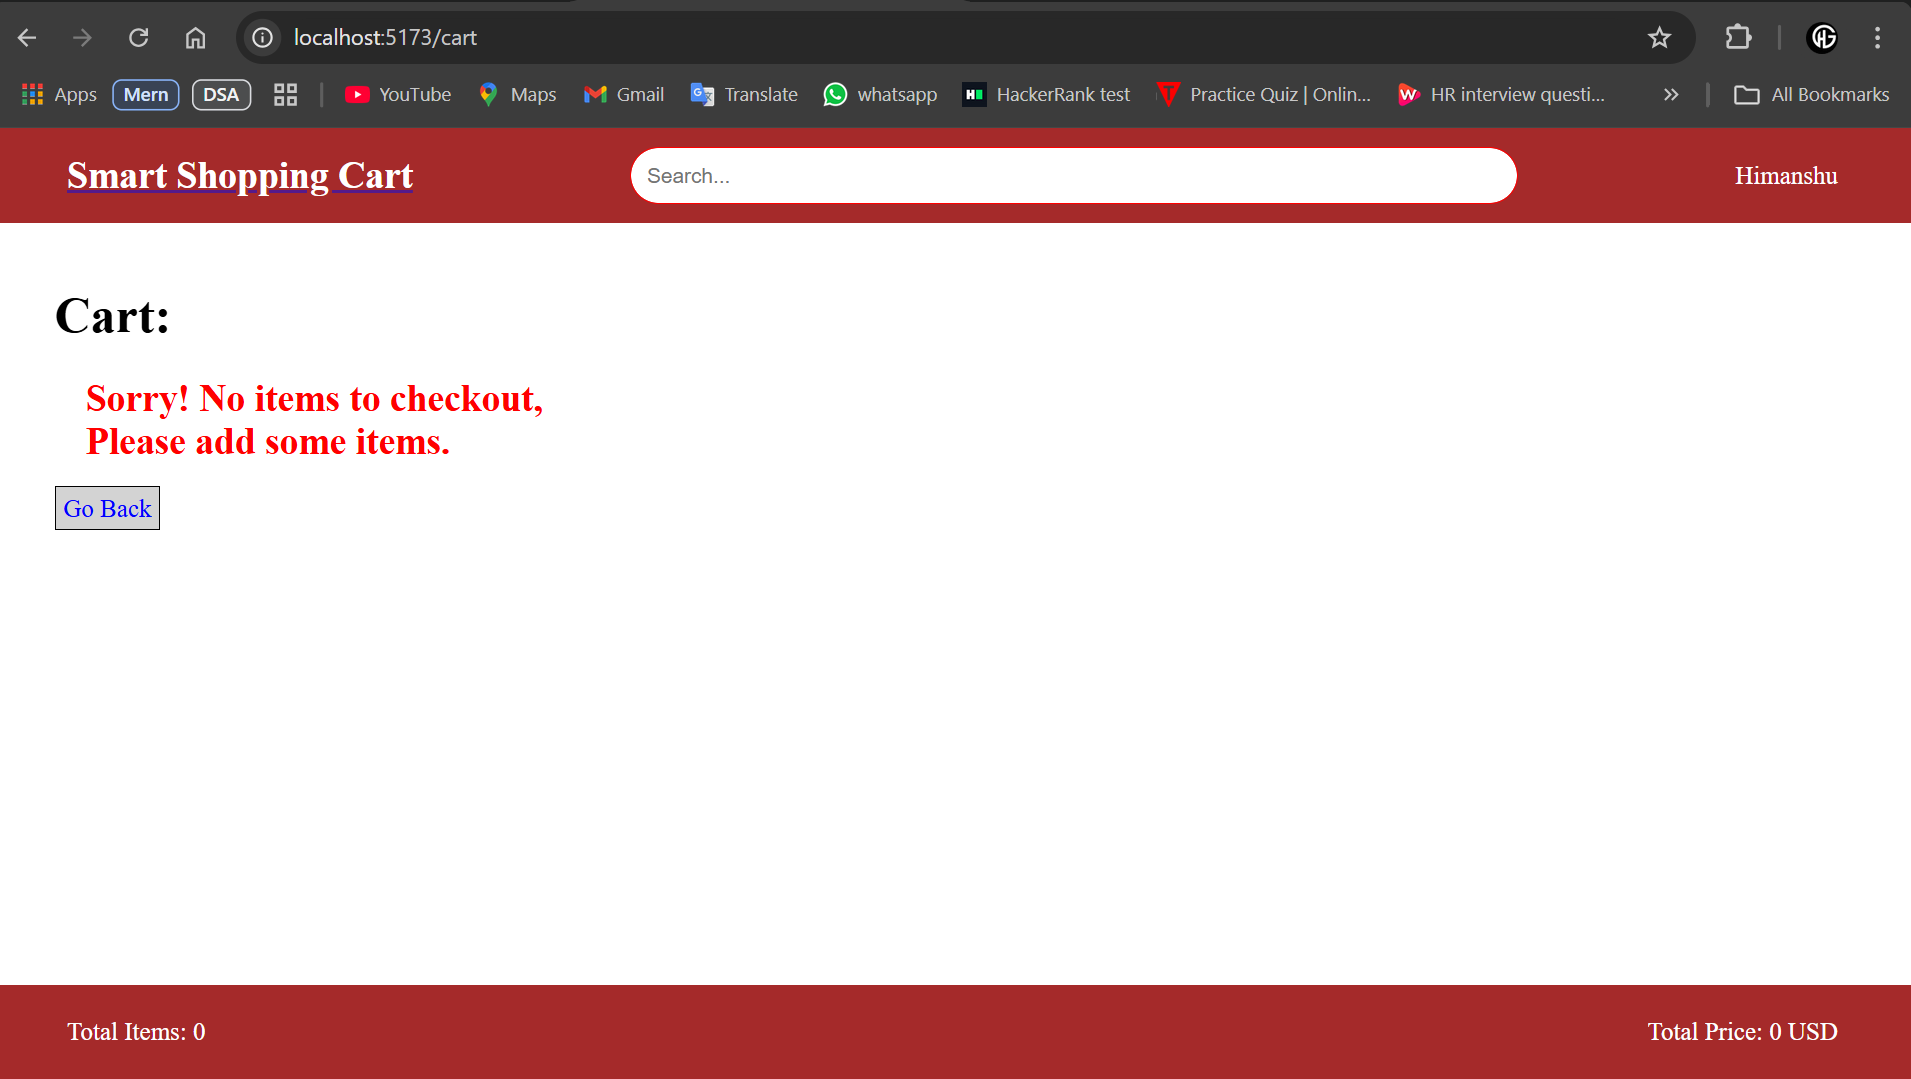 localhost:5173/cart
Apps Mern DSA YouTube Maps Gmail Translate whatsapp HackerRank test Practice Quiz | Onlin... HR interview questi... All Bookmarks
Smart Shopping Cart Search... Himanshu
Cart:
Sorry! No items to checkout,
Please add some items.
Go Back
Total Items: 0 Total Price: 0 USD